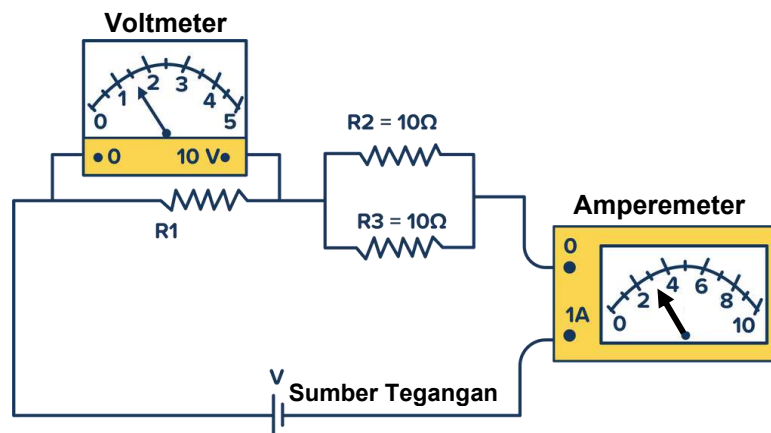 Voltmeter
0 1 2 3 4 5
0 10 V
R1
R2 = 10Ω
R3 = 10Ω
Amperemeter
0
1A
0 2 4 6 8 10
V
Sumber Tegangan